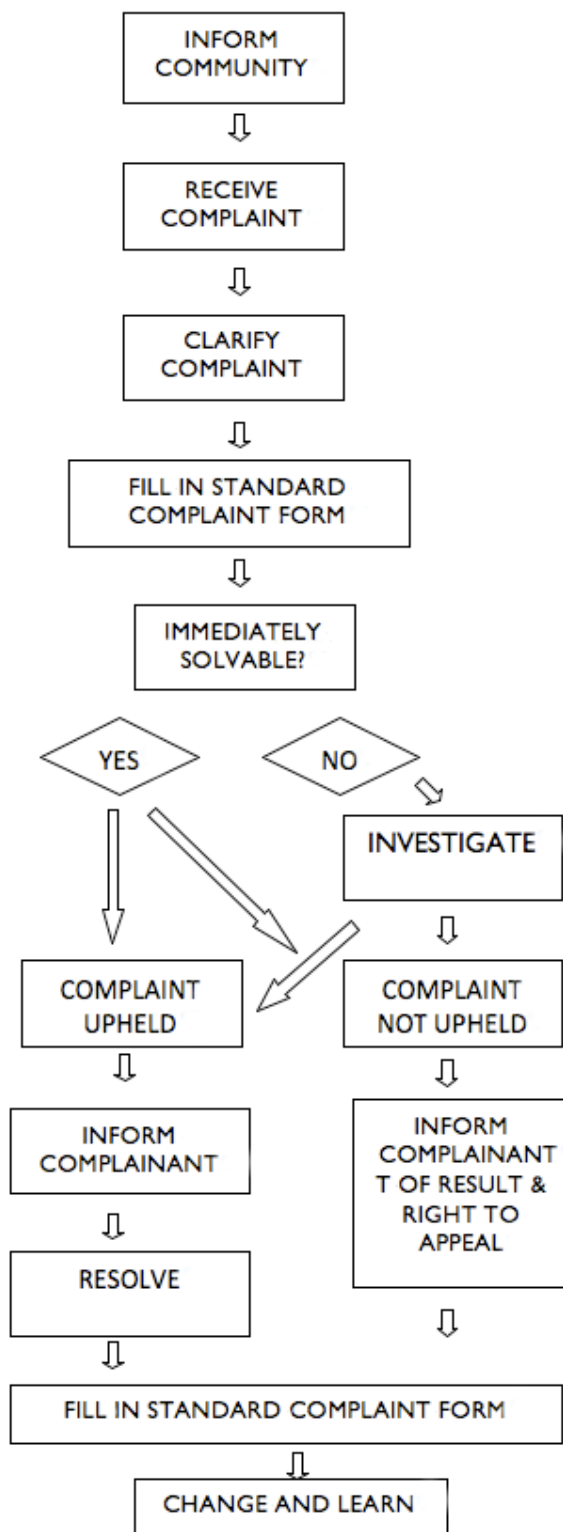 INFORM
COMMUNITY
RECEIVE
COMPLAINT
CLARIFY
COMPLAINT
FILL IN STANDARD
COMPLAINT FORM
IMMEDIATELY
SOLVABLE?
YES
NO
INVESTIGATE
COMPLAINT
UPHELD
COMPLAINT
NOT UPHELD
INFORM
COMPLAINANT
INFORM
COMPLAINANT
T OF RESULT &
RIGHT TO
APPEAL
RESOLVE
FILL IN STANDARD COMPLAINT FORM
CHANGE AND LEARN